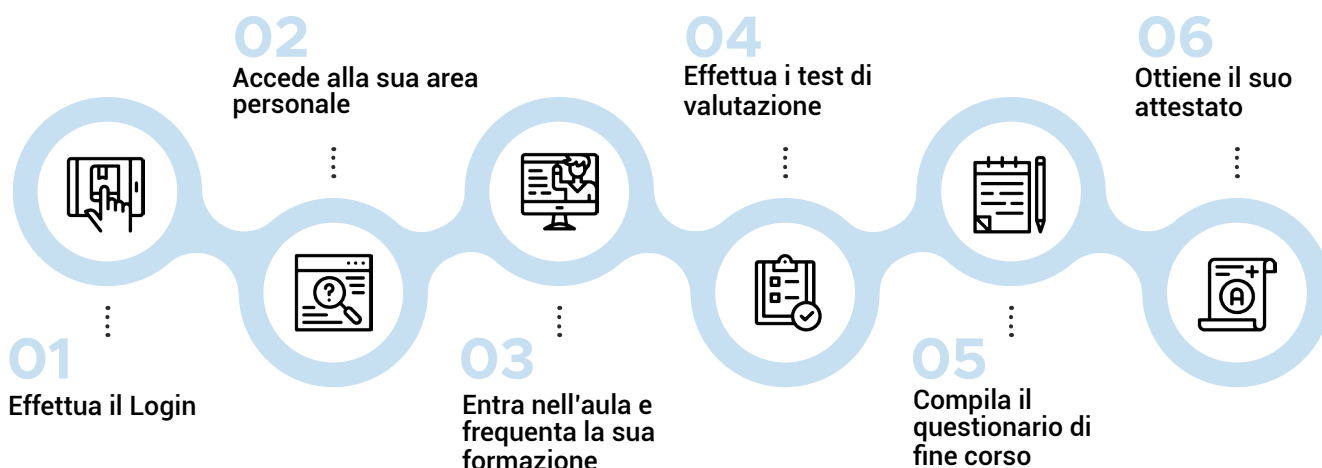 01
Effettua il Login
02
Accede alla sua area
personale
03
Entra nell'aula e
frequenta la sua
formazione
04
Effettua i test di
valutazione
05
Compila il
questionario di
fine corso
06
Ottiene il suo
attestato
?
A